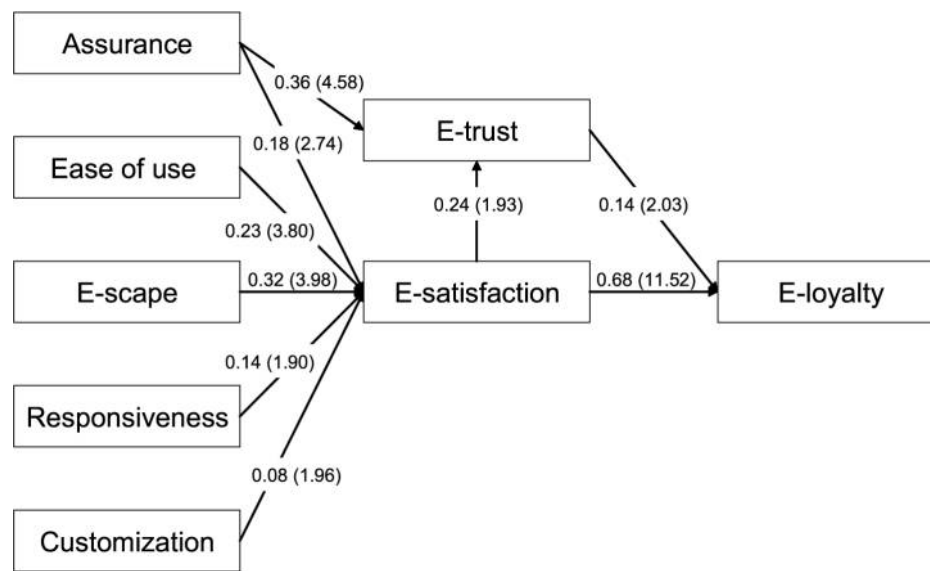 Assurance
0.36 (4.58)
E-trust
0.18 (2.74)
Ease of use
0.24 (1.93)
0.14 (2.03)
0.23 (3.80)
E-scape
0.32 (3.98)
E-satisfaction
0.68 (11.52)
E-loyalty
0.14 (1.90)
Responsiveness
0.08 (1.96)
Customization